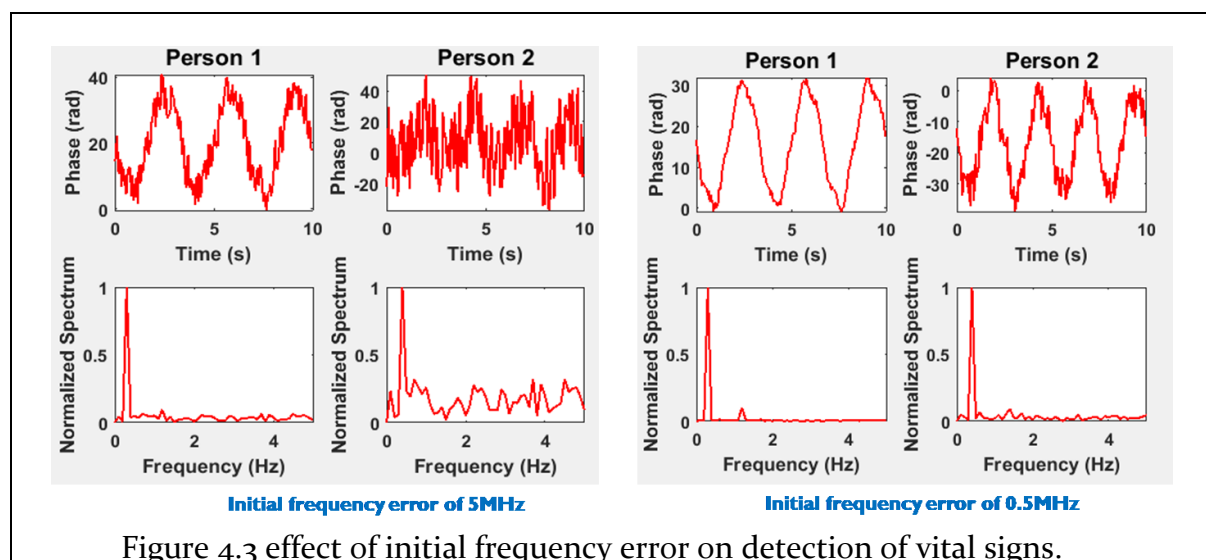 Person 1
Person 2
Person 1
Person 2
Phase (rad)
40
20
0
0
5
10
Time (s)
Phase (rad)
40
20
0
-20
0
5
10
Time (s)
Phase (rad)
30
20
10
0
0
5
10
Time (s)
Phase (rad)
0
-10
-20
-30
0
5
10
Time (s)
Normalized Spectrum
1
0.5
0
0
2
4
Frequency (Hz)
Normalized Spectrum
1
0.5
0
0
2
4
Frequency (Hz)
Normalized Spectrum
1
0.5
0
0
2
4
Frequency (Hz)
Normalized Spectrum
1
0.5
0
0
2
4
Frequency (Hz)
Initial frequency error of 5MHz
Initial frequency error of 0.5MHz
Figure 4.3 effect of initial frequency error on detection of vital signs.